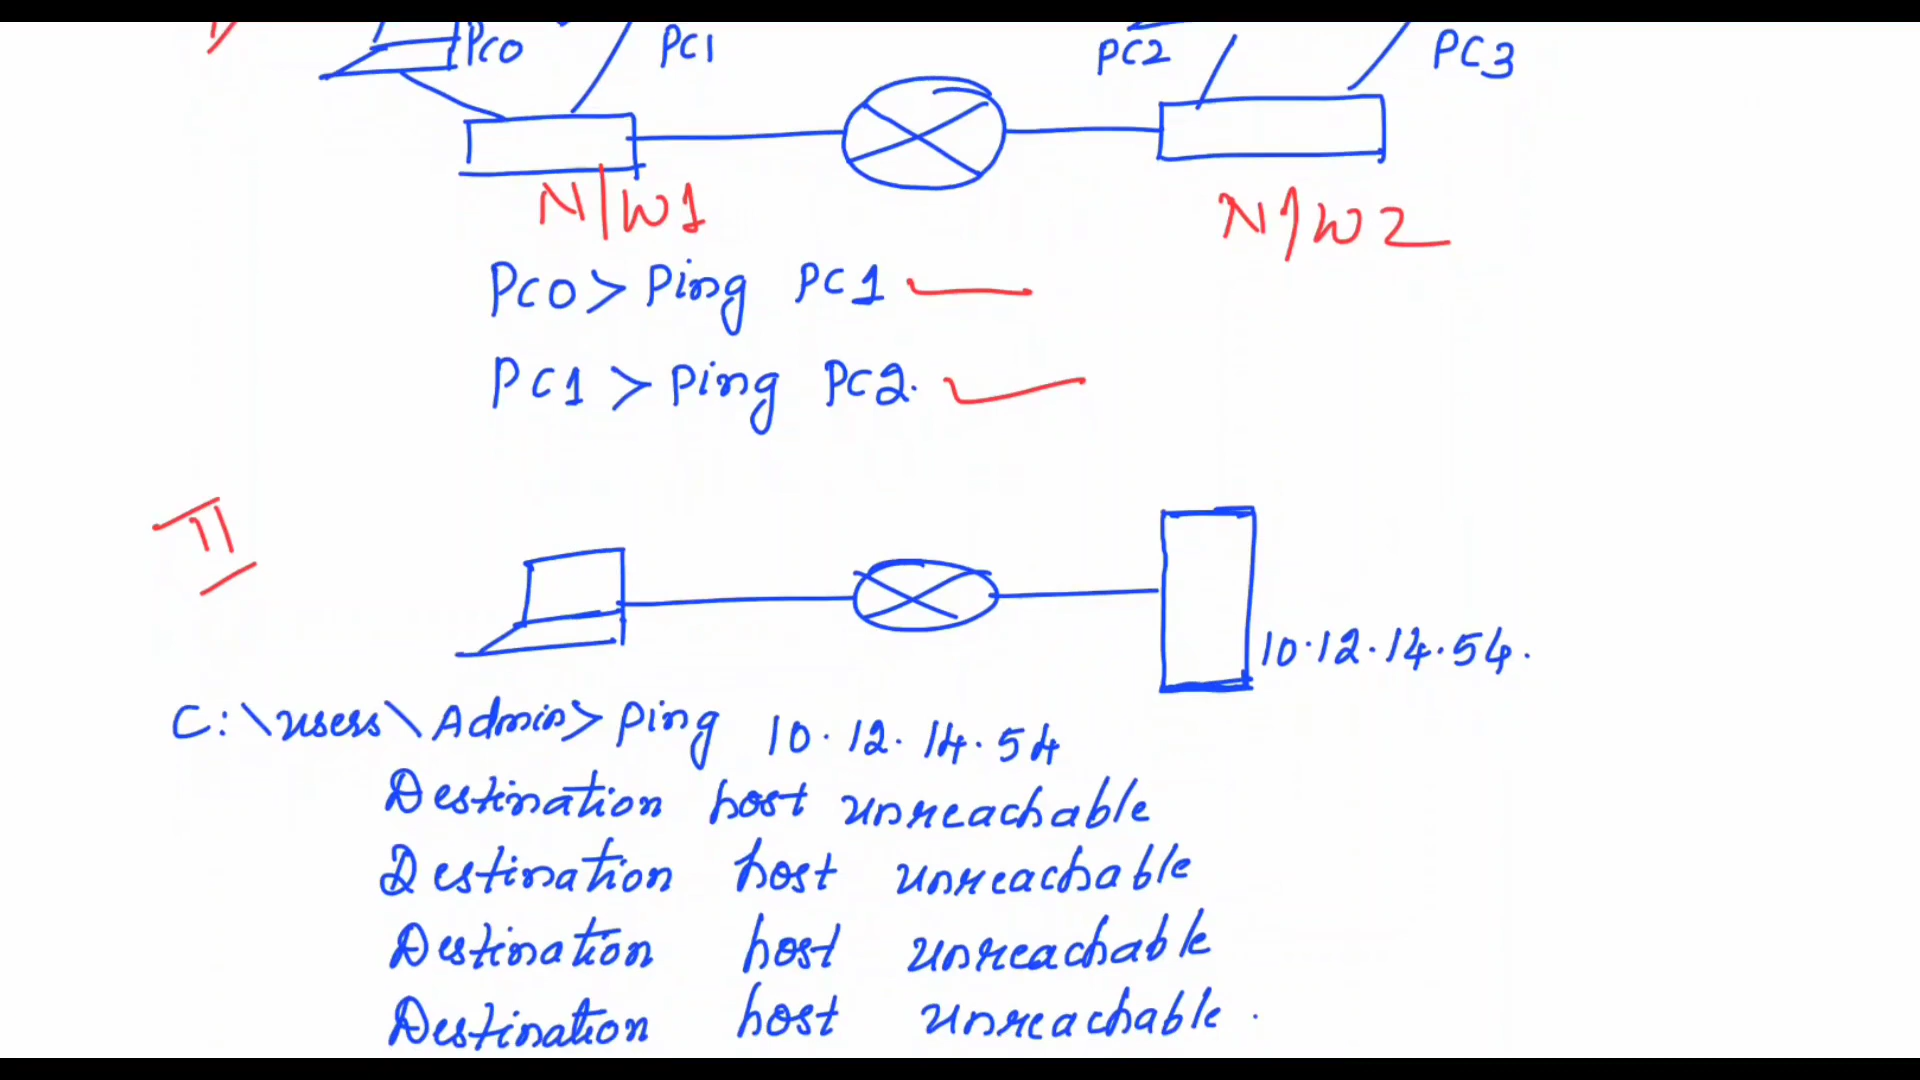 PC0 PC1 PC2 PC3
N/W1 N/W2
PC0>Ping PC1
PC1>Ping PC2.
II
10.12.14.54.
C:\users\Admin>Ping 10.12.14.54
Destination host unreachable
Destination host unreachable
Destination host unreachable
Destination host unreachable.